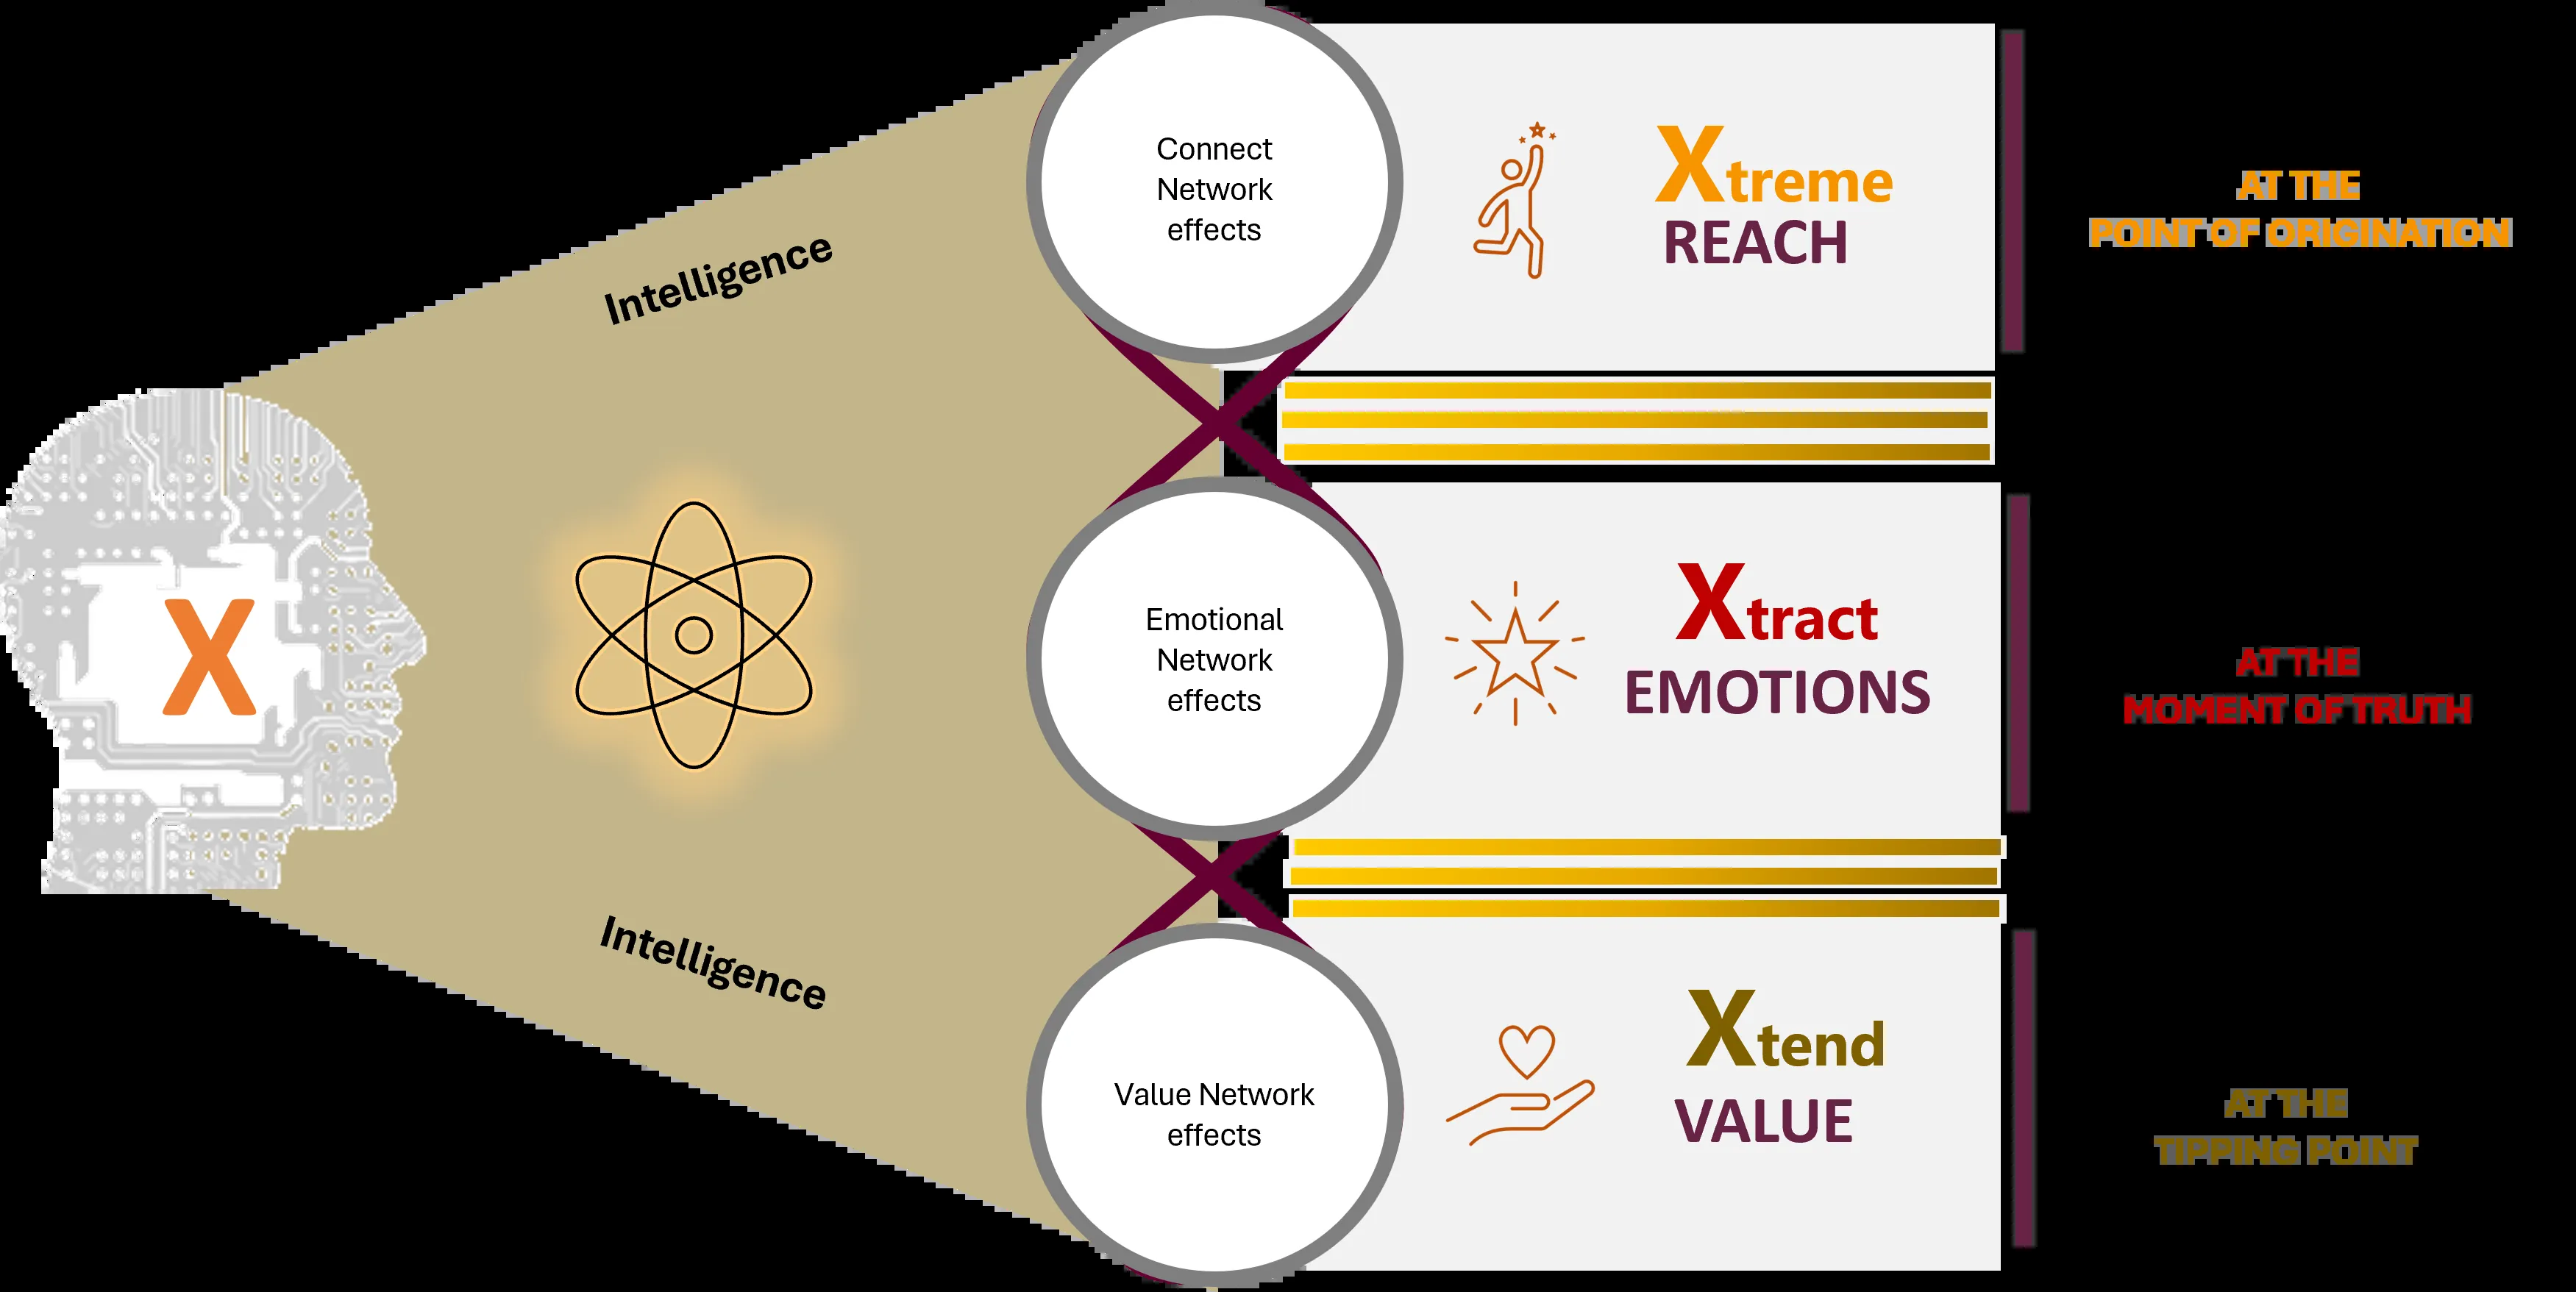 X
Intelligence
Intelligence
Connect
Network
effects
Xtreme
REACH
AT THE
POINT OF ORIGINATION
Emotional
Network
effects
Xtract
EMOTIONS
AT THE
MOMENT OF TRUTH
Value Network
effects
Xtend
VALUE
AT THE
TIPPING POINT